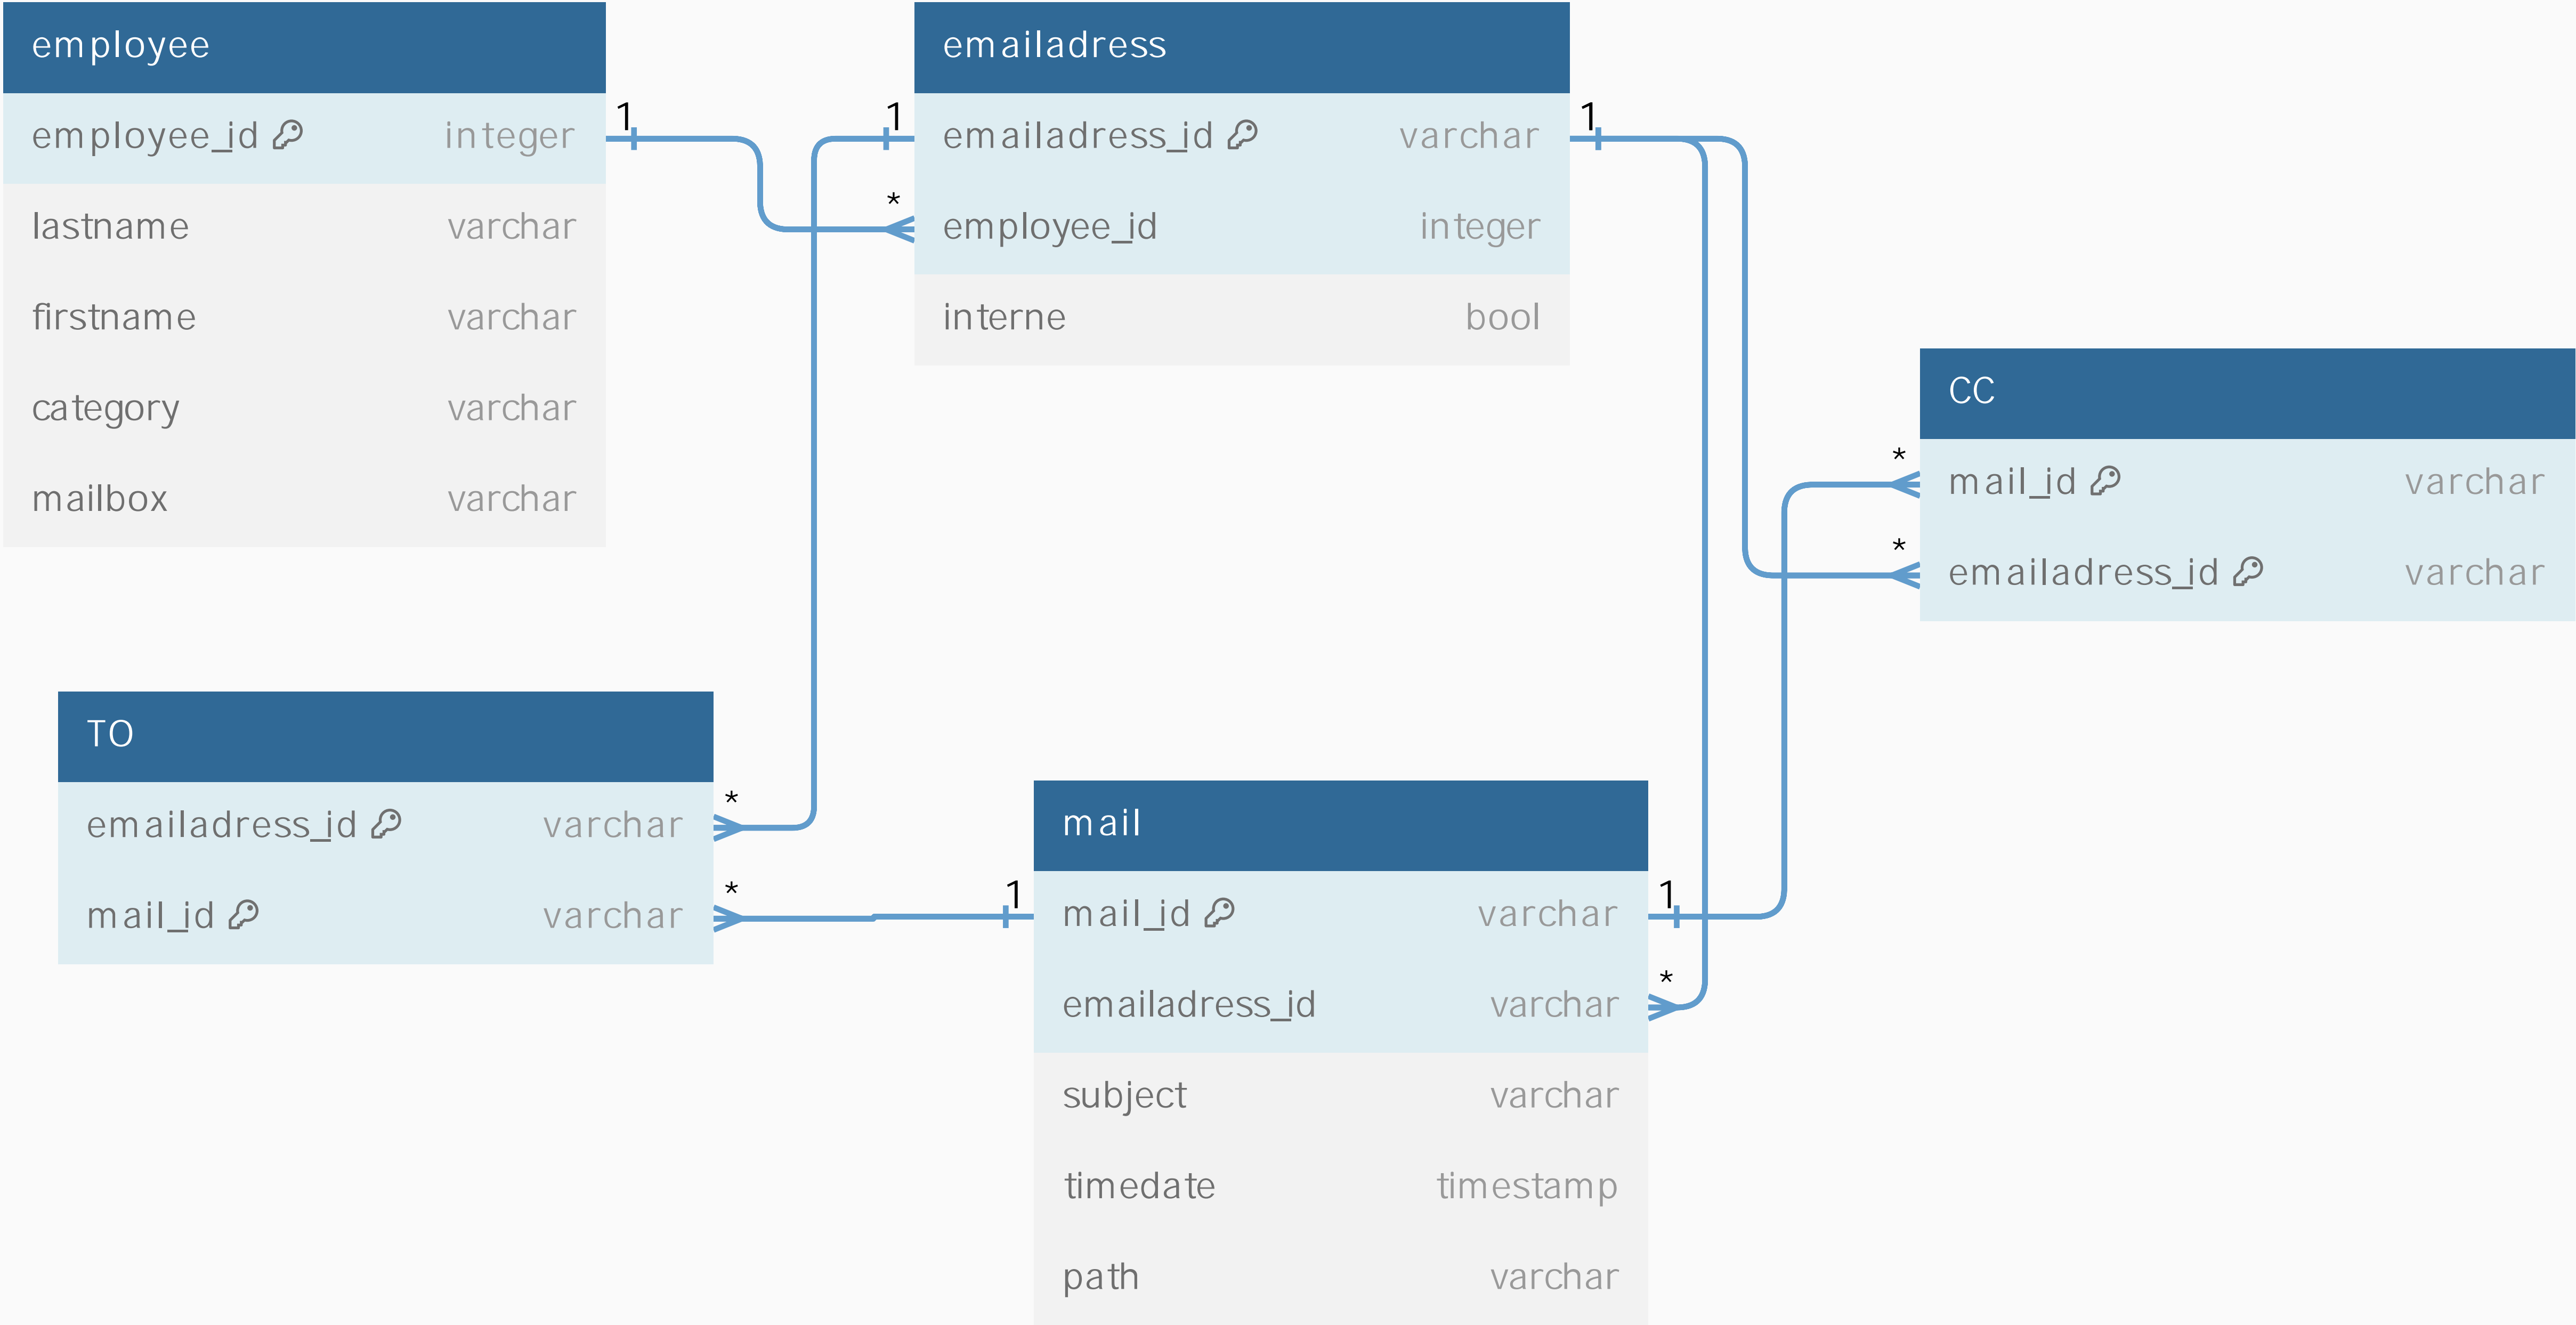 employee
employee_id integer
lastname varchar
firstname varchar
category varchar
mailbox varchar
1
1
*
emailadress
emailadress_id varchar
employee_id integer
interne bool
1
CC
*
mail_id varchar
*
emailadress_id varchar
TO
emailadress_id varchar
*
mail_id varchar
*
1
mail
mail_id varchar
1
emailadress_id varchar
*
subject varchar
timedate timestamp
path varchar